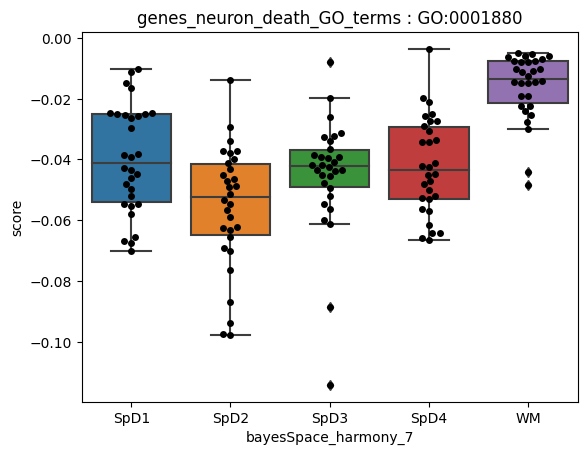 genes_neuron_death_GO_terms : GO:0001880
0.00
−0.02
−0.04
−0.06
−0.08
−0.10
score
SpD1 SpD2 SpD3 SpD4 WM
bayesSpace_harmony_7